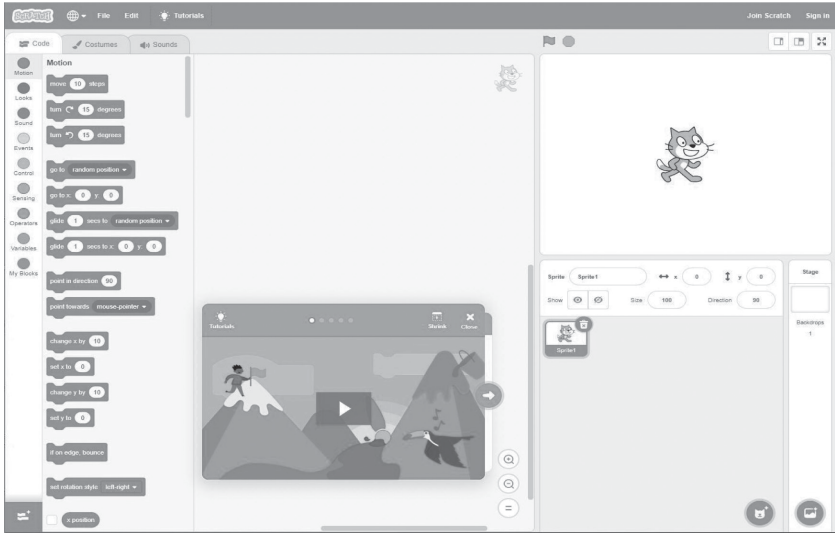 SCRATCH File Edit Tutorials Join Scratch Sign in
Code Costumes Sounds
Motion
Looks
Sound
Events
Control
Sensing
Operators
Variables
My Blocks
Motion
move 10 steps
turn 15 degrees
turn 15 degrees
go to random position
go to x: 0 y: 0
glide 1 secs to random position
glide 1 secs to x: 0 y: 0
point in direction 90
point towards mouse-pointer
change x by 10
set x to 0
change y by 10
set y to 0
if on edge, bounce
set rotation style left-right
x position
Tutorials Shrink Close
Sprite Sprite1 x 0 y 0
Show Size 100 Direction 90
Sprite1
Stage
Backdrops
1